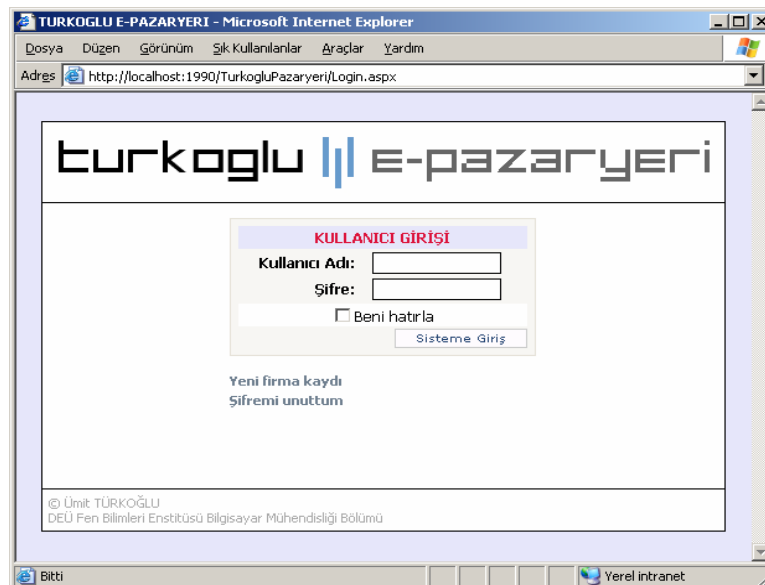 TURKOGLU E-PAZARYERI - Microsoft Internet Explorer
Dosya Düzen Görünüm Sık Kullanılanlar Araçlar Yardım
Adres http://localhost:1990/TurkogluPazaryeri/Login.aspx
turkoglu e-pazaryeri
KULLANICI GİRİŞİ
Kullanıcı Adı:
Şifre:
Beni hatırla
Sisteme Giriş
Yeni firma kaydı
Şifremi unuttum
© Ümit TÜRKOĞLU
DEÜ Fen Bilimleri Enstitüsü Bilgisayar Mühendisliği Bölümü
Bitti Yerel intranet